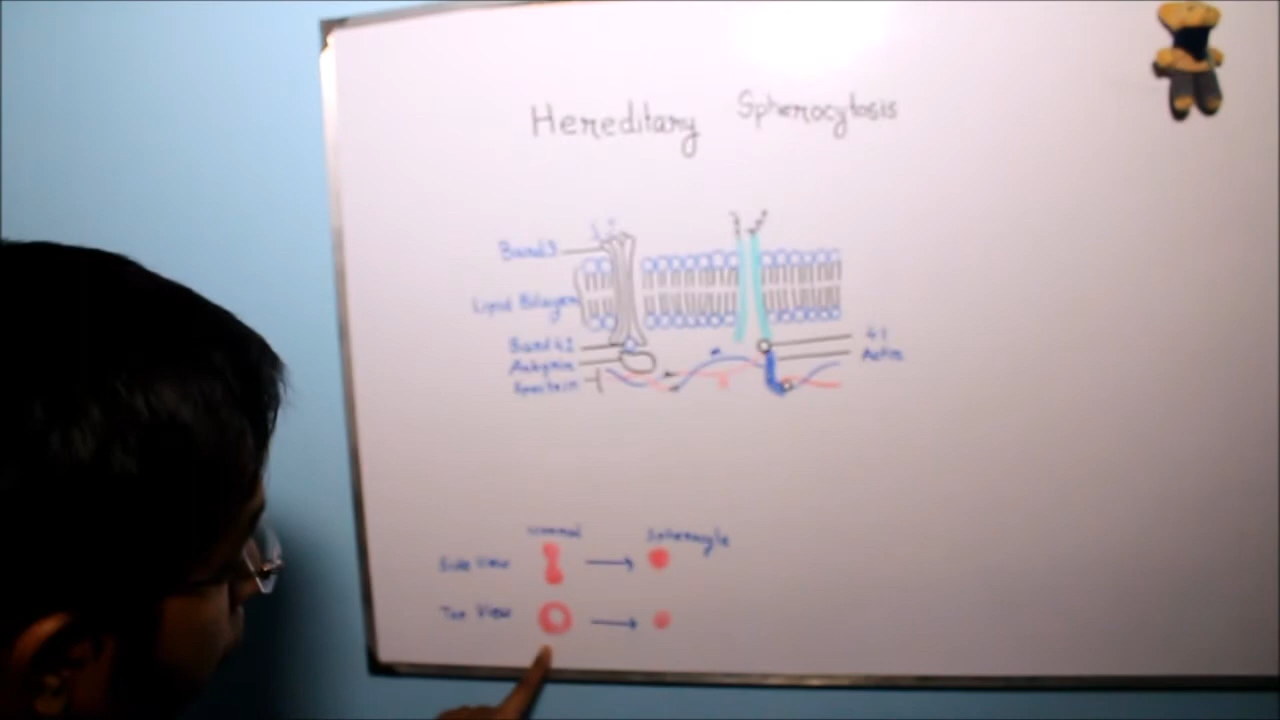 Hereditary Spherocytosis
Band 3
Lipid Bilayer
Band 4.2
4.1
Ankyrin
Actin
Spectrin
Normal
Spherocyte
Side View
Top View